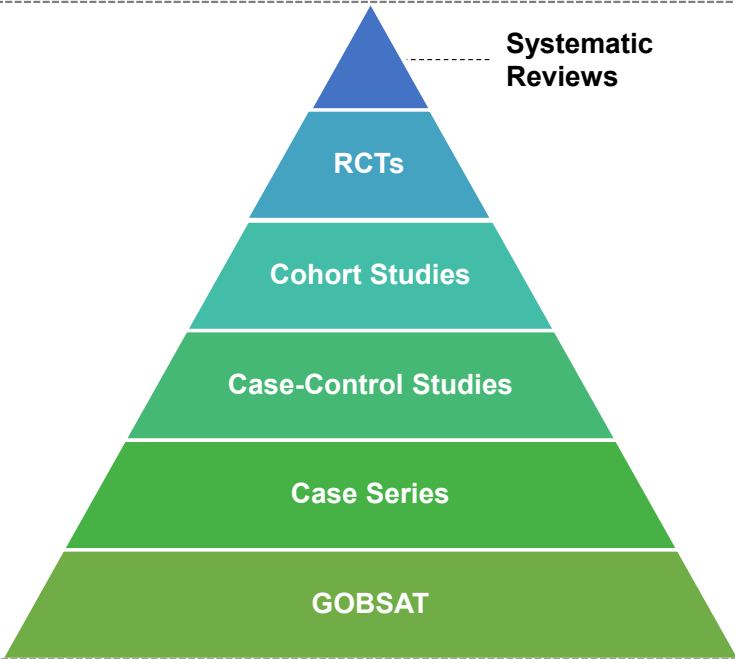 Systematic
Reviews
RCTs
Cohort Studies
Case-Control Studies
Case Series
GOBSAT